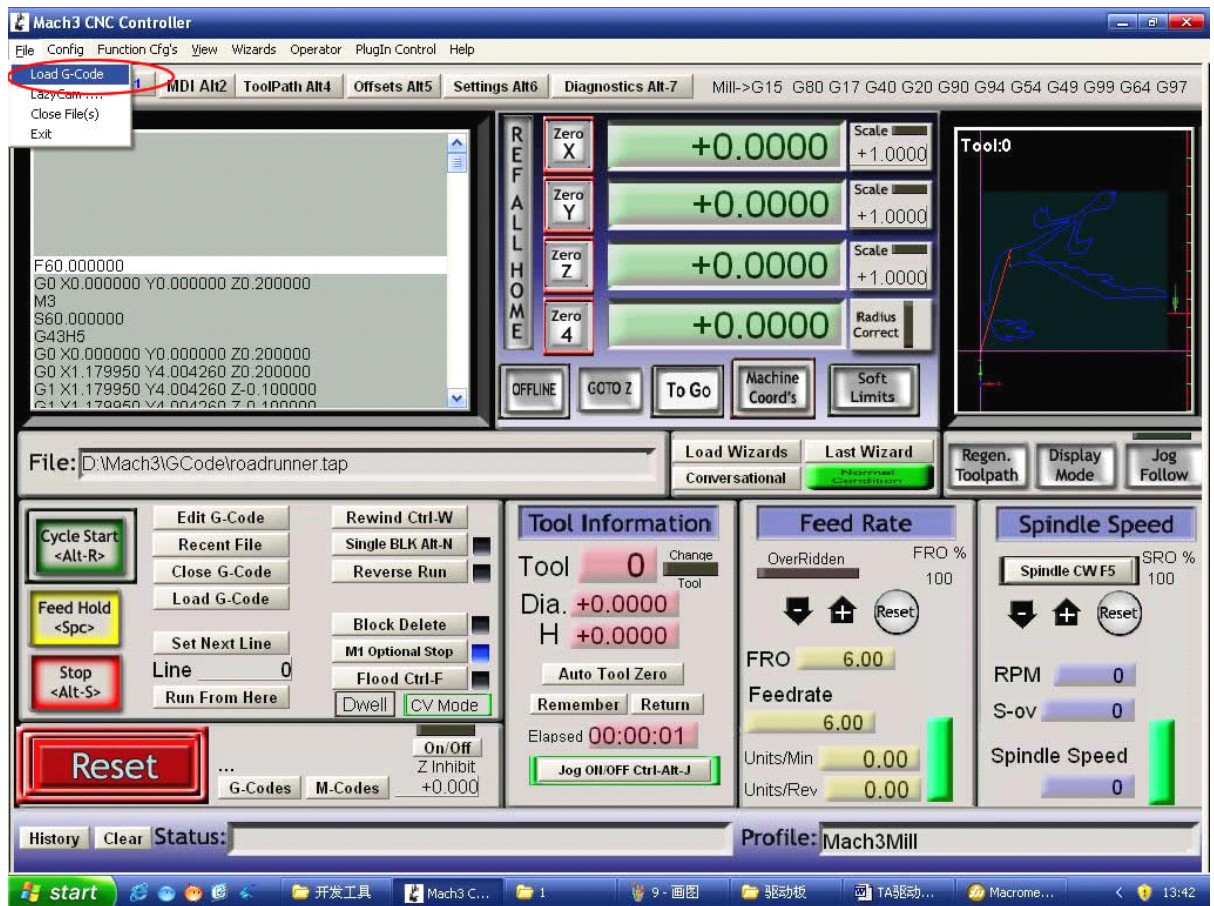 Mach3 CNC Controller
File Config Function Cfg's View Wizards Operator PlugIn Control Help
Load G-Code
LazyCam ....
Close File(s)
Exit
1 MDI Alt2 ToolPath Alt4 Offsets Alt5 Settings Alt6 Diagnostics Alt-7 Mill->G15 G80 G17 G40 G20 G90 G94 G54 G49 G99 G64 G97
F60.000000
G0 X0.000000 Y0.000000 Z0.200000
M3
S60.000000
G43H5
G0 X0.000000 Y0.000000 Z0.200000
G0 X1.179950 Y4.004260 Z0.200000
G1 X1.179950 Y4.004260 Z-0.100000
G1 X1.179950 Y4.004260 Z-0.100000
REF ALL HOME
Zero X +0.0000 Scale +1.0000
Zero Y +0.0000 Scale +1.0000
Zero Z +0.0000 Scale +1.0000
Zero 4 +0.0000 Radius Correct
OFFLINE GOTO Z To Go Machine Coord's Soft Limits
Tool:0
File: D:\Mach3\GCode\roadrunner.tap
Load Wizards Last Wizard
Conversational Normal Condition
Regen. Toolpath Display Mode Jog Follow
Cycle Start <Alt-R>
Feed Hold <Spc>
Stop <Alt-S>
Edit G-Code
Recent File
Close G-Code
Load G-Code
Set Next Line
Line 0
Run From Here
Rewind Ctrl-W
Single BLK Alt-N
Reverse Run
Block Delete
M1 Optional Stop
Flood Ctrl-F
Dwell CV Mode
Reset
...
G-Codes M-Codes
On/Off
Z Inhibit
+0.000
Tool Information
Tool 0 Change Tool
Dia. +0.0000
H +0.0000
Auto Tool Zero
Remember Return
Elapsed 00:00:01
Jog ON/OFF Ctrl-Alt-J
Feed Rate
OverRidden FRO %
100
Reset
FRO 6.00
Feedrate
6.00
Units/Min 0.00
Units/Rev 0.00
Spindle Speed
Spindle CW F5 SRO %
100
Reset
RPM 0
S-ov 0
Spindle Speed
0
History Clear Status:
Profile: Mach3Mill
start 开发工具 Mach3 C... 1 9 - 画图 驱动板 TA驱动... Macrome... 13:42